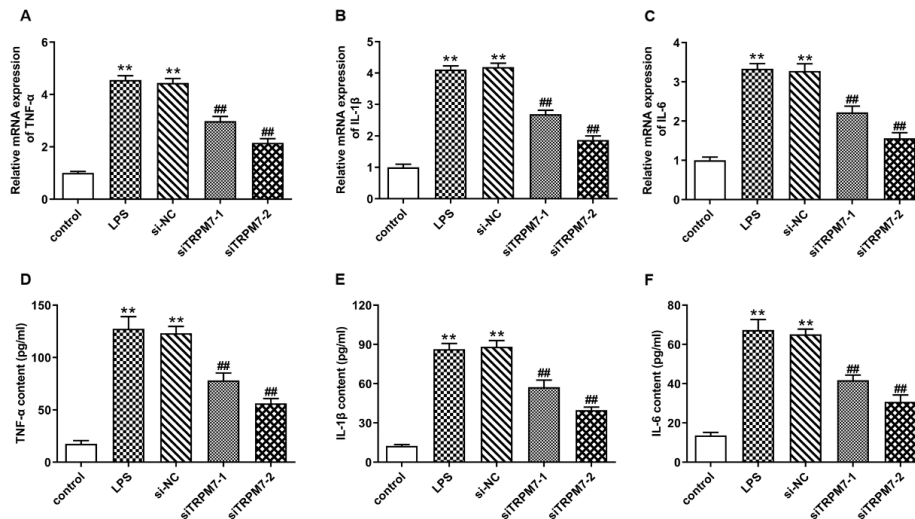 A
Relative mRNA expression
of TNF-α
6
4
2
0
**
**
##
##
control
LPS
si-NC
siTRPM7-1
siTRPM7-2
B
Relative mRNA expression
of IL-1β
5
4
3
2
1
0
**
**
##
##
control
LPS
si-NC
siTRPM7-1
siTRPM7-2
C
Relative mRNA expression
of IL-6
4
3
2
1
0
**
**
##
##
control
LPS
si-NC
siTRPM7-1
siTRPM7-2
D
TNF-α content (pg/ml)
150
100
50
0
**
**
##
##
control
LPS
si-NC
siTRPM7-1
siTRPM7-2
E
IL-1β content (pg/ml)
120
90
60
30
0
**
**
##
##
control
LPS
si-NC
siTRPM7-1
siTRPM7-2
F
IL-6 content (pg/ml)
80
60
40
20
0
**
**
##
##
control
LPS
si-NC
siTRPM7-1
siTRPM7-2